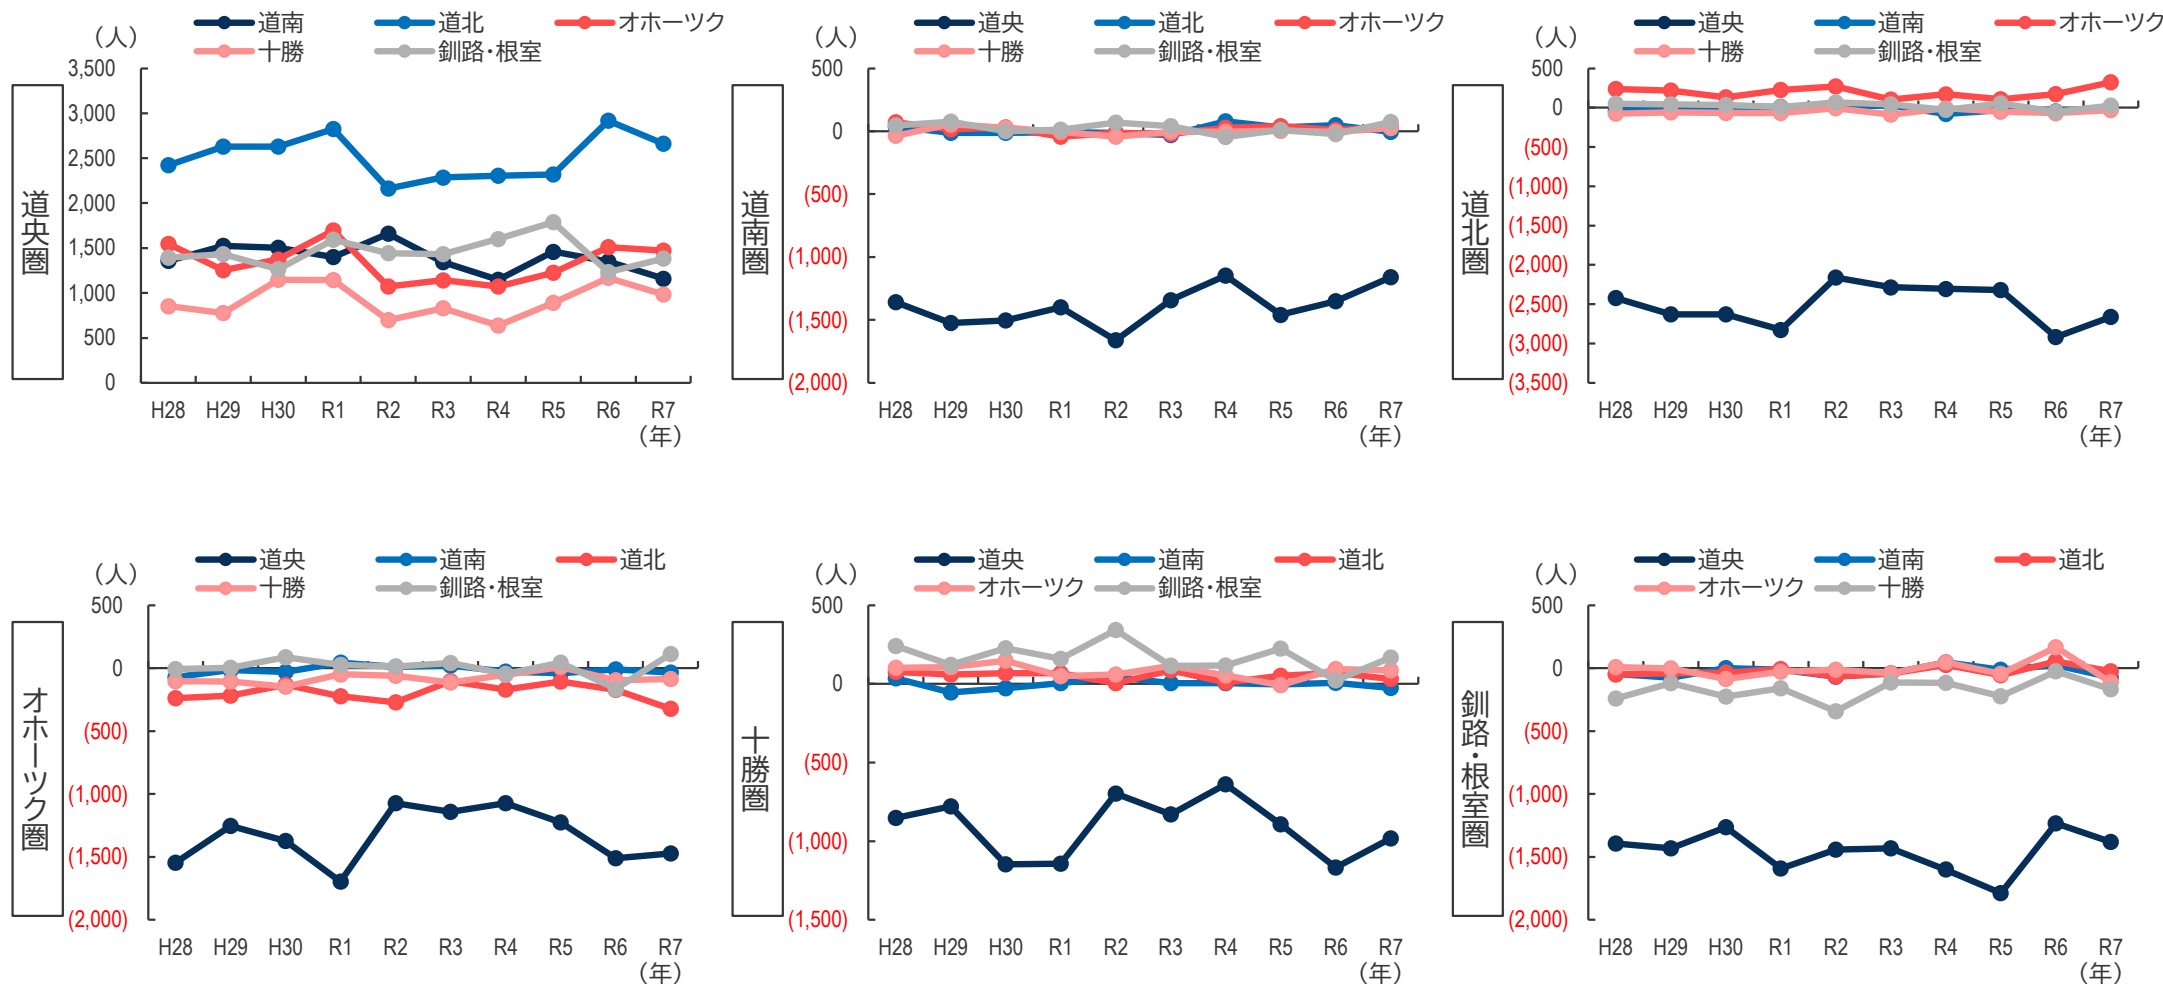 道南 道北 オホーツク
（人） 十勝 釧路・根室
道央圏
3,500
3,000
2,500
2,000
1,500
1,000
500
0
H28 H29 H30 R1 R2 R3 R4 R5 R6 R7
（年）
道央 道北 オホーツク
（人） 十勝 釧路・根室
道南圏
500
0
(500)
(1,000)
(1,500)
(2,000)
H28 H29 H30 R1 R2 R3 R4 R5 R6 R7
（年）
道央 道南 オホーツク
（人） 十勝 釧路・根室
道北圏
500
0
(500)
(1,000)
(1,500)
(2,000)
(2,500)
(3,000)
(3,500)
H28 H29 H30 R1 R2 R3 R4 R5 R6 R7
（年）
道央 道南 道北
（人） 十勝 釧路・根室
オホーツク圏
500
0
(500)
(1,000)
(1,500)
(2,000)
H28 H29 H30 R1 R2 R3 R4 R5 R6 R7
（年）
道央 道南 道北
（人） オホーツク 釧路・根室
十勝圏
500
0
(500)
(1,000)
(1,500)
H28 H29 H30 R1 R2 R3 R4 R5 R6 R7
（年）
道央 道南 道北
（人） オホーツク 十勝
釧路・根室圏
500
0
(500)
(1,000)
(1,500)
(2,000)
H28 H29 H30 R1 R2 R3 R4 R5 R6 R7
（年）